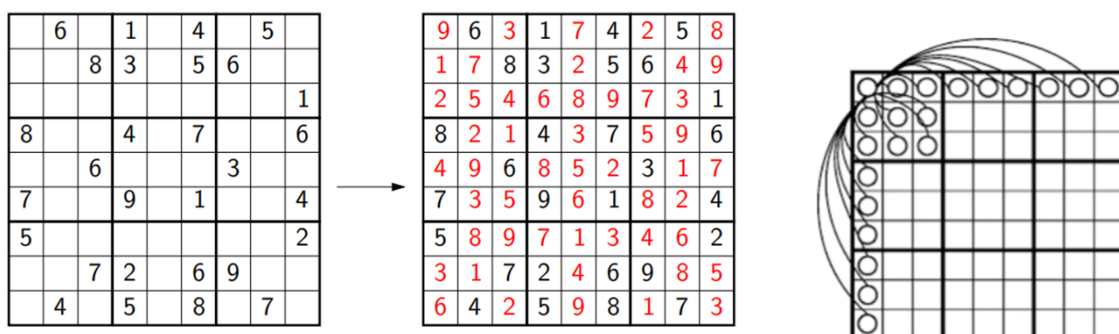 6 1 4 5
8 3 5 6
1
8 4 7 6
6 3
7 9 1 4
5 2
7 2 6 9
4 5 8 7
9 6 3 1 7 4 2 5 8
1 7 8 3 2 5 6 4 9
2 5 4 6 8 9 7 3 1
8 2 1 4 3 7 5 9 6
4 9 6 8 5 2 3 1 7
7 3 5 9 6 1 8 2 4
5 8 9 7 1 3 4 6 2
3 1 7 2 4 6 9 8 5
6 4 2 5 9 8 1 7 3